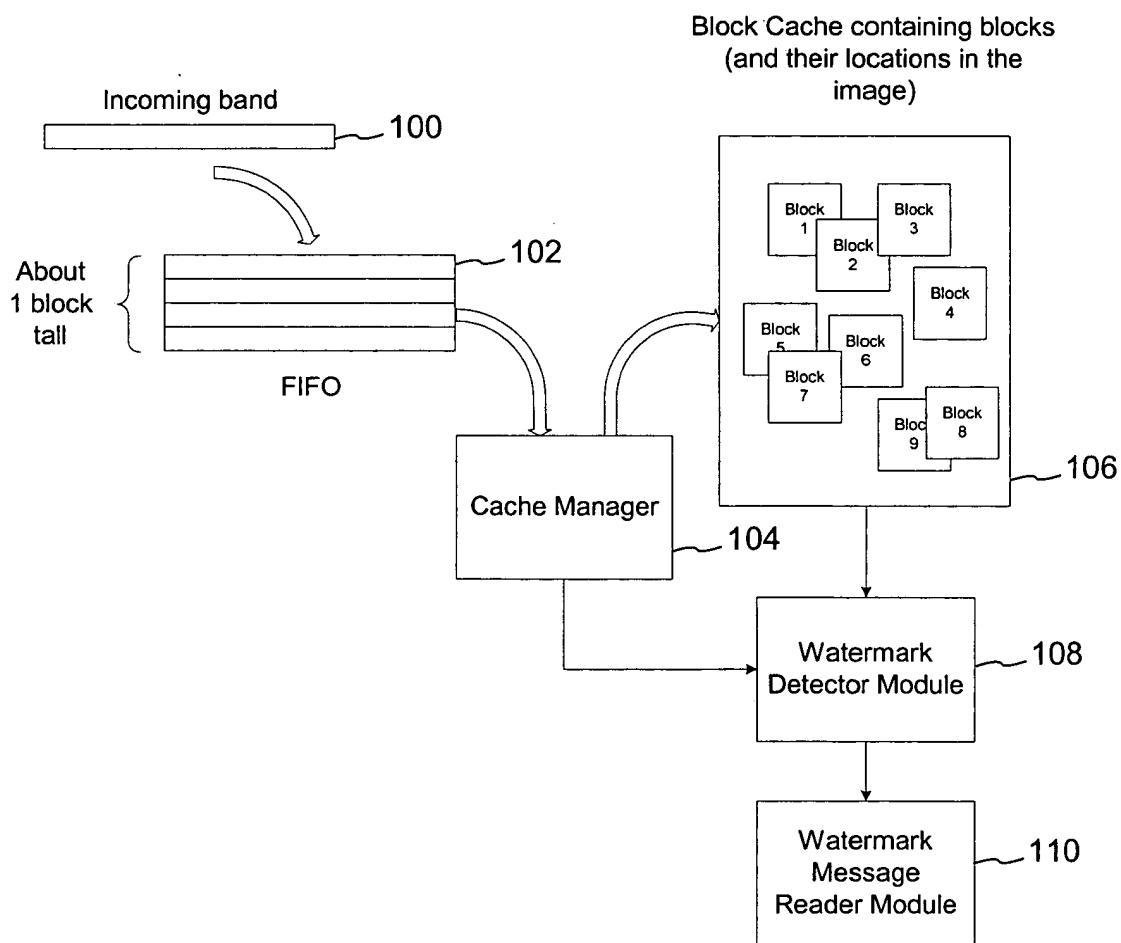 Block Cache containing blocks
(and their locations in the
image)
Incoming band
100
102
About
1 block
tall
FIFO
Block
1
Block
2
Block
3
Block
4
Block
5
Block
6
Block
7
Block
8
Bloc
9
106
Cache Manager
104
Watermark
Detector Module
108
Watermark
Message
Reader Module
110